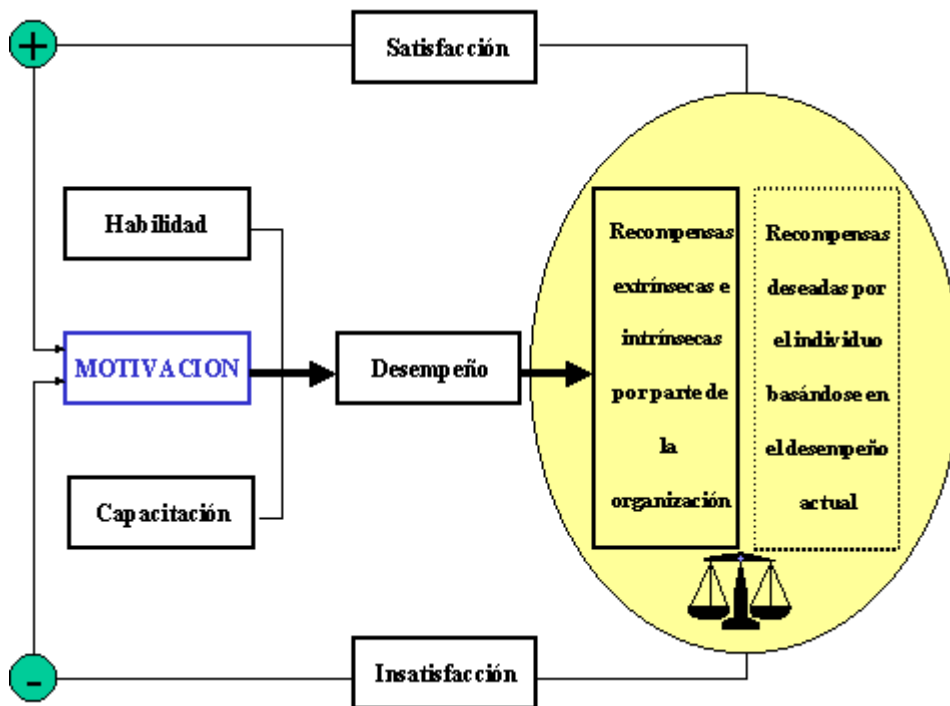 +
Satisfacción
Habilidad
MOTIVACION
Capacitación
Desempeño
Recompensas
extrínsecas e
intrínsecas
por parte de
la
organización
Recompensas
deseadas por
el individuo
basándose en
el desempeño
actual
-
Insatisfacción